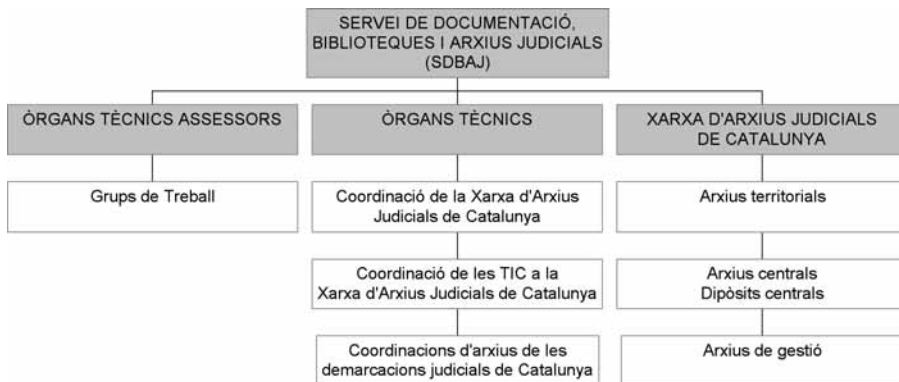 SERVEI DE DOCUMENTACIÓ,
BIBLIOTEQUES I ARXIUS JUDICIALS
(SDBAJ)
ÒRGANS TÈCNICS ASSESSORS
Grups de Treball
ÒRGANS TÈCNICS
Coordinació de la Xarxa d'Arxius
Judicials de Catalunya
Coordinació de les TIC a la
Xarxa d'Arxius Judicials de Catalunya
Coordinacions d'arxius de les
demarcacions judicials de Catalunya
XARXA D'ARXIUS JUDICIALS
DE CATALUNYA
Arxius territorials
Arxius centrals
Dipòsits centrals
Arxius de gestió